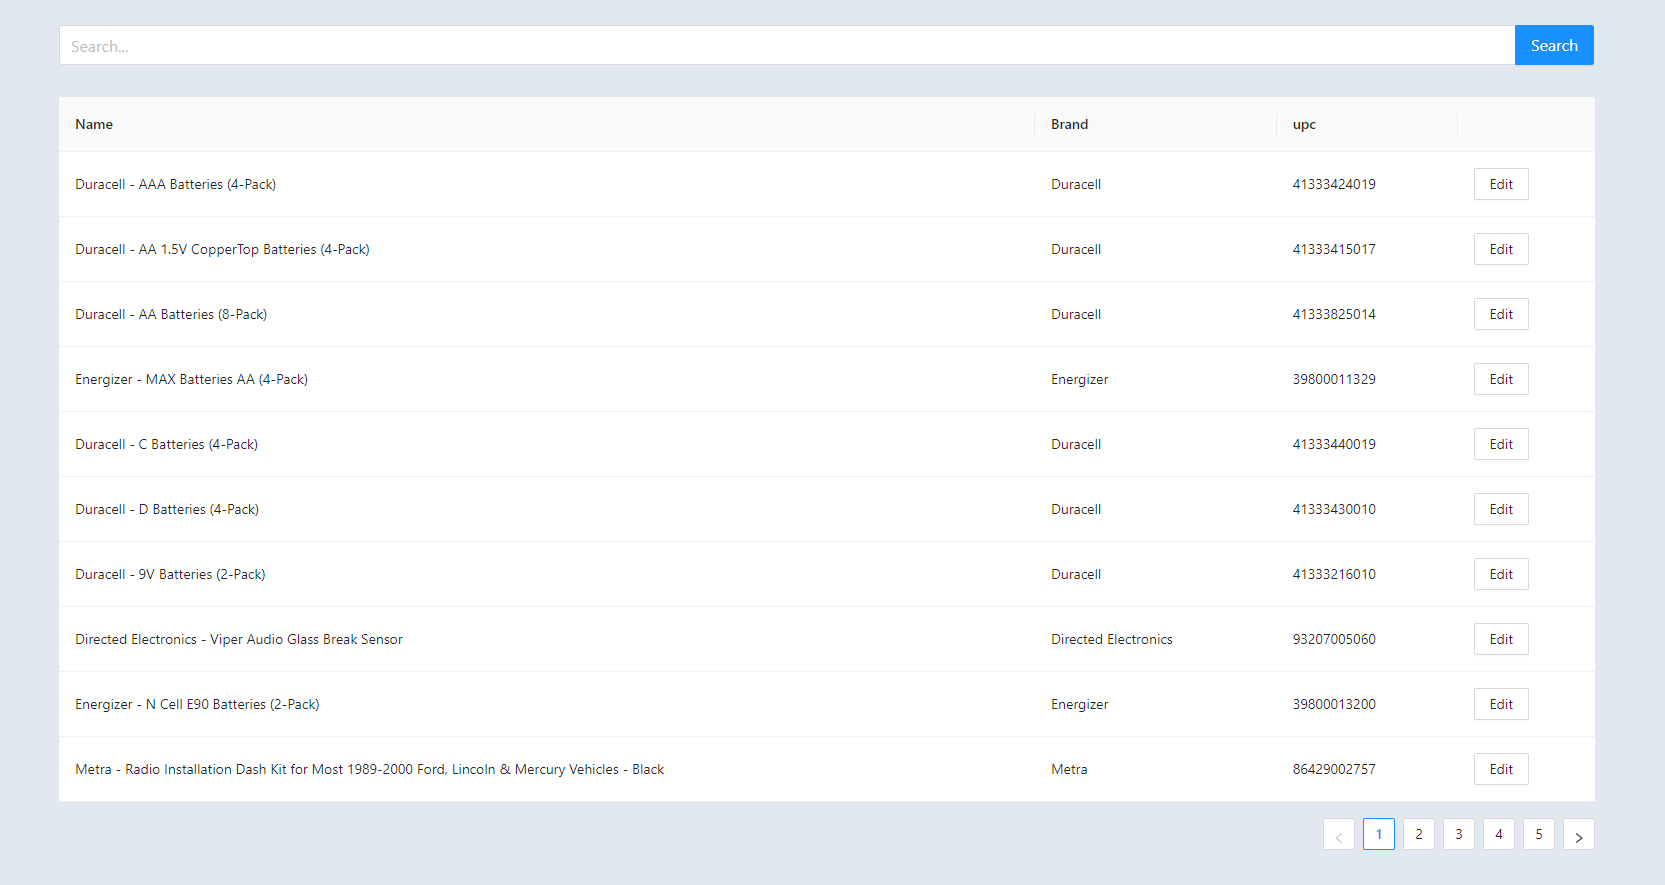 Search...
Search
Name Brand upc
Duracell - AAA Batteries (4-Pack) Duracell 41333424019 Edit
Duracell - AA 1.5V CopperTop Batteries (4-Pack) Duracell 41333415017 Edit
Duracell - AA Batteries (8-Pack) Duracell 41333825014 Edit
Energizer - MAX Batteries AA (4-Pack) Energizer 39800011329 Edit
Duracell - C Batteries (4-Pack) Duracell 41333440019 Edit
Duracell - D Batteries (4-Pack) Duracell 41333430010 Edit
Duracell - 9V Batteries (2-Pack) Duracell 41333216010 Edit
Directed Electronics - Viper Audio Glass Break Sensor Directed Electronics 93207005060 Edit
Energizer - N Cell E90 Batteries (2-Pack) Energizer 39800013200 Edit
Metra - Radio Installation Dash Kit for Most 1989-2000 Ford, Lincoln & Mercury Vehicles - Black Metra 86429002757 Edit
< 1 2 3 4 5 >